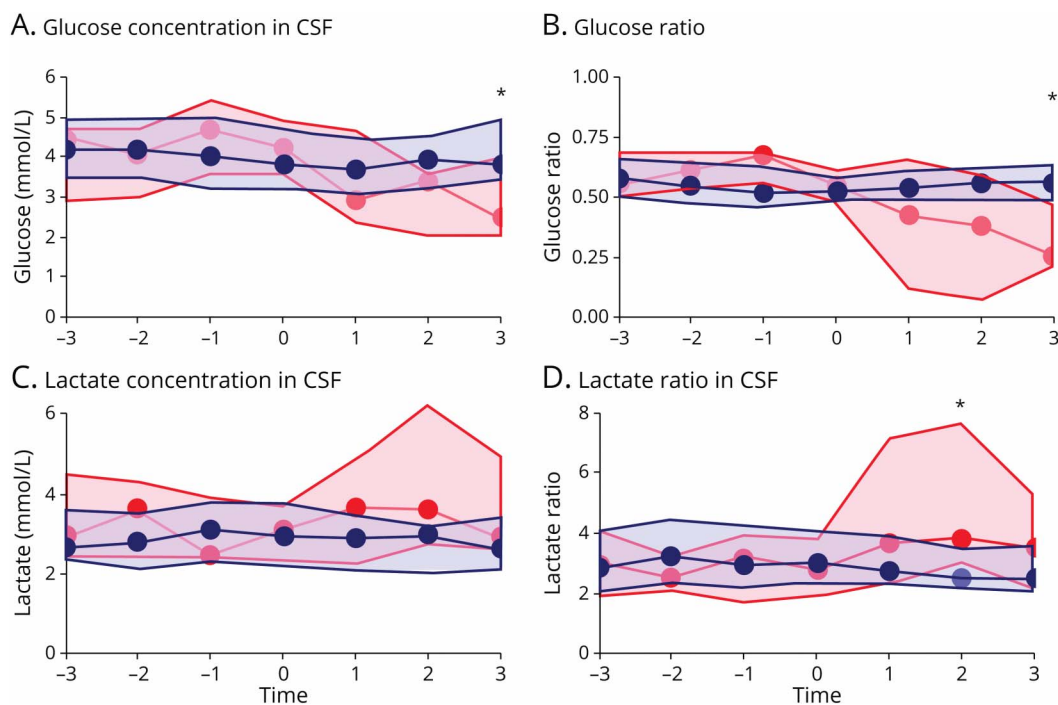 A. Glucose concentration in CSF
6
5
4
3
2
1
0
Glucose (mmol/L)
*
–3 –2 –1 0 1 2 3
B. Glucose ratio
1.00
0.75
0.50
0.25
0.00
Glucose ratio
*
–3 –2 –1 0 1 2 3
C. Lactate concentration in CSF
6
4
2
0
Lactate (mmol/L)
–3 –2 –1 0 1 2 3
Time
D. Lactate ratio in CSF
8
6
4
2
0
Lactate ratio
*
–3 –2 –1 0 1 2 3
Time